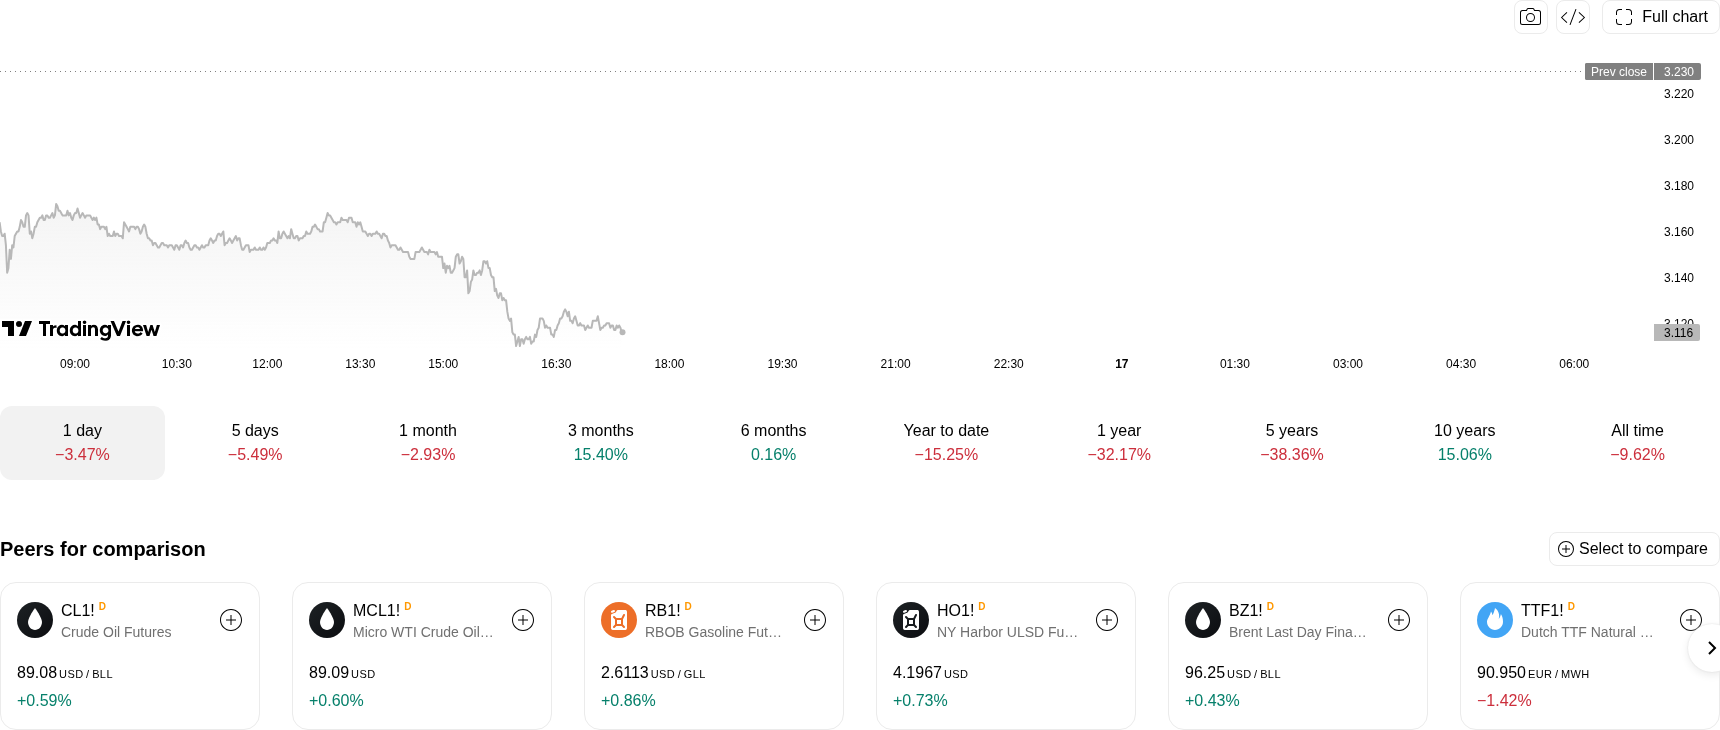 </> Full chart
Prev close 3.230
3.220
3.200
3.180
3.160
3.140
3.120
3.116
TradingView
09:00 10:30 12:00 13:30 15:00 16:30 18:00 19:30 21:00 22:30 17 01:30 03:00 04:30 06:00
1 day 5 days 1 month 3 months 6 months Year to date 1 year 5 years 10 years All time
−3.47% −5.49% −2.93% 15.40% 0.16% −15.25% −32.17% −38.36% 15.06% −9.62%
Peers for comparison Select to compare
CL1! D MCL1! D RB1! D HO1! D BZ1! D TTF1! D
Crude Oil Futures Micro WTI Crude Oil… RBOB Gasoline Fut… NY Harbor ULSD Fu… Brent Last Day Fina… Dutch TTF Natural …
89.08 USD / BLL 89.09 USD 2.6113 USD / GLL 4.1967 USD 96.25 USD / BLL 90.950 EUR / MWH
+0.59% +0.60% +0.86% +0.73% +0.43% −1.42%